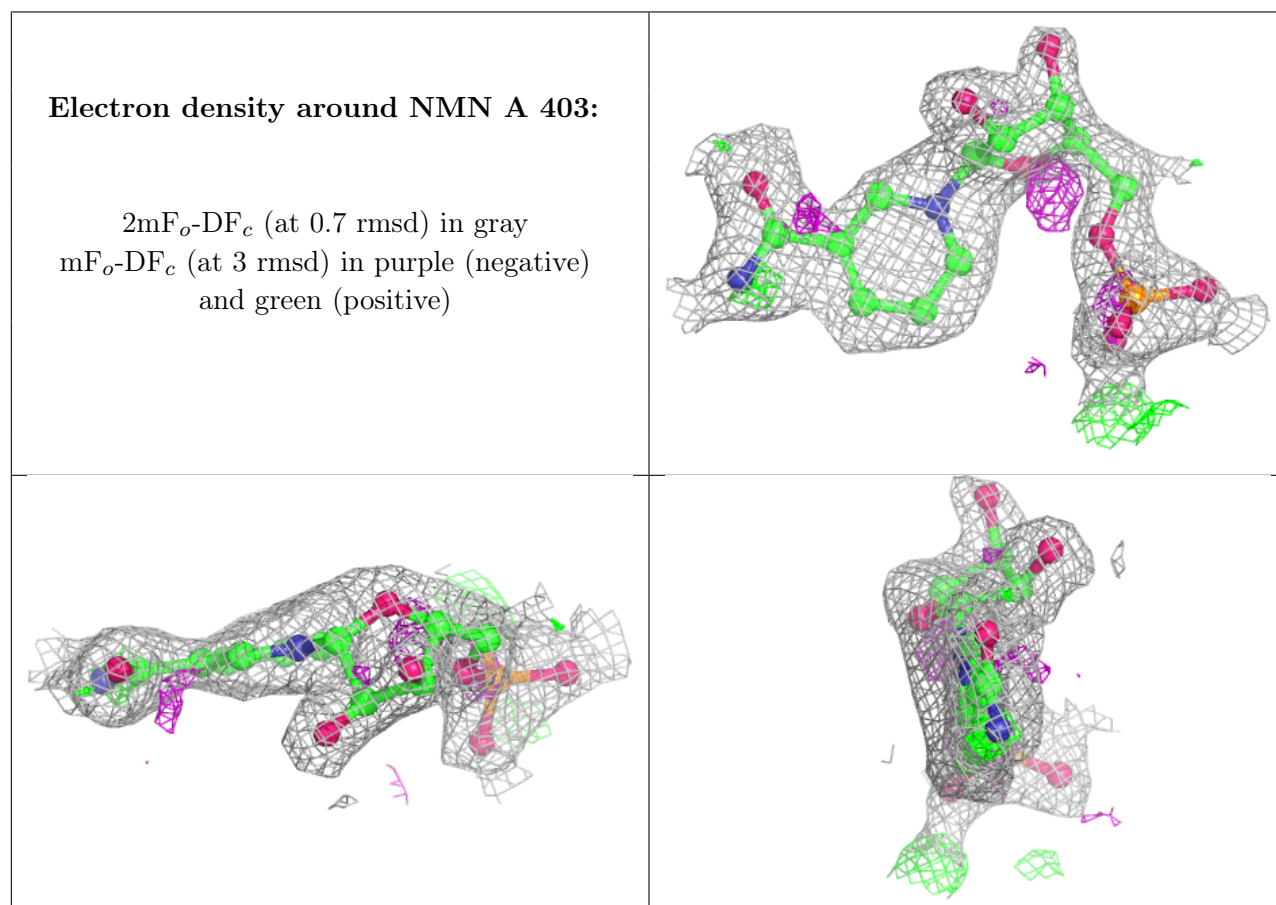 Electron density around NMN A 403:
2mFo-DFc (at 0.7 rmsd) in gray
mFo-DFc (at 3 rmsd) in purple (negative)
and green (positive)